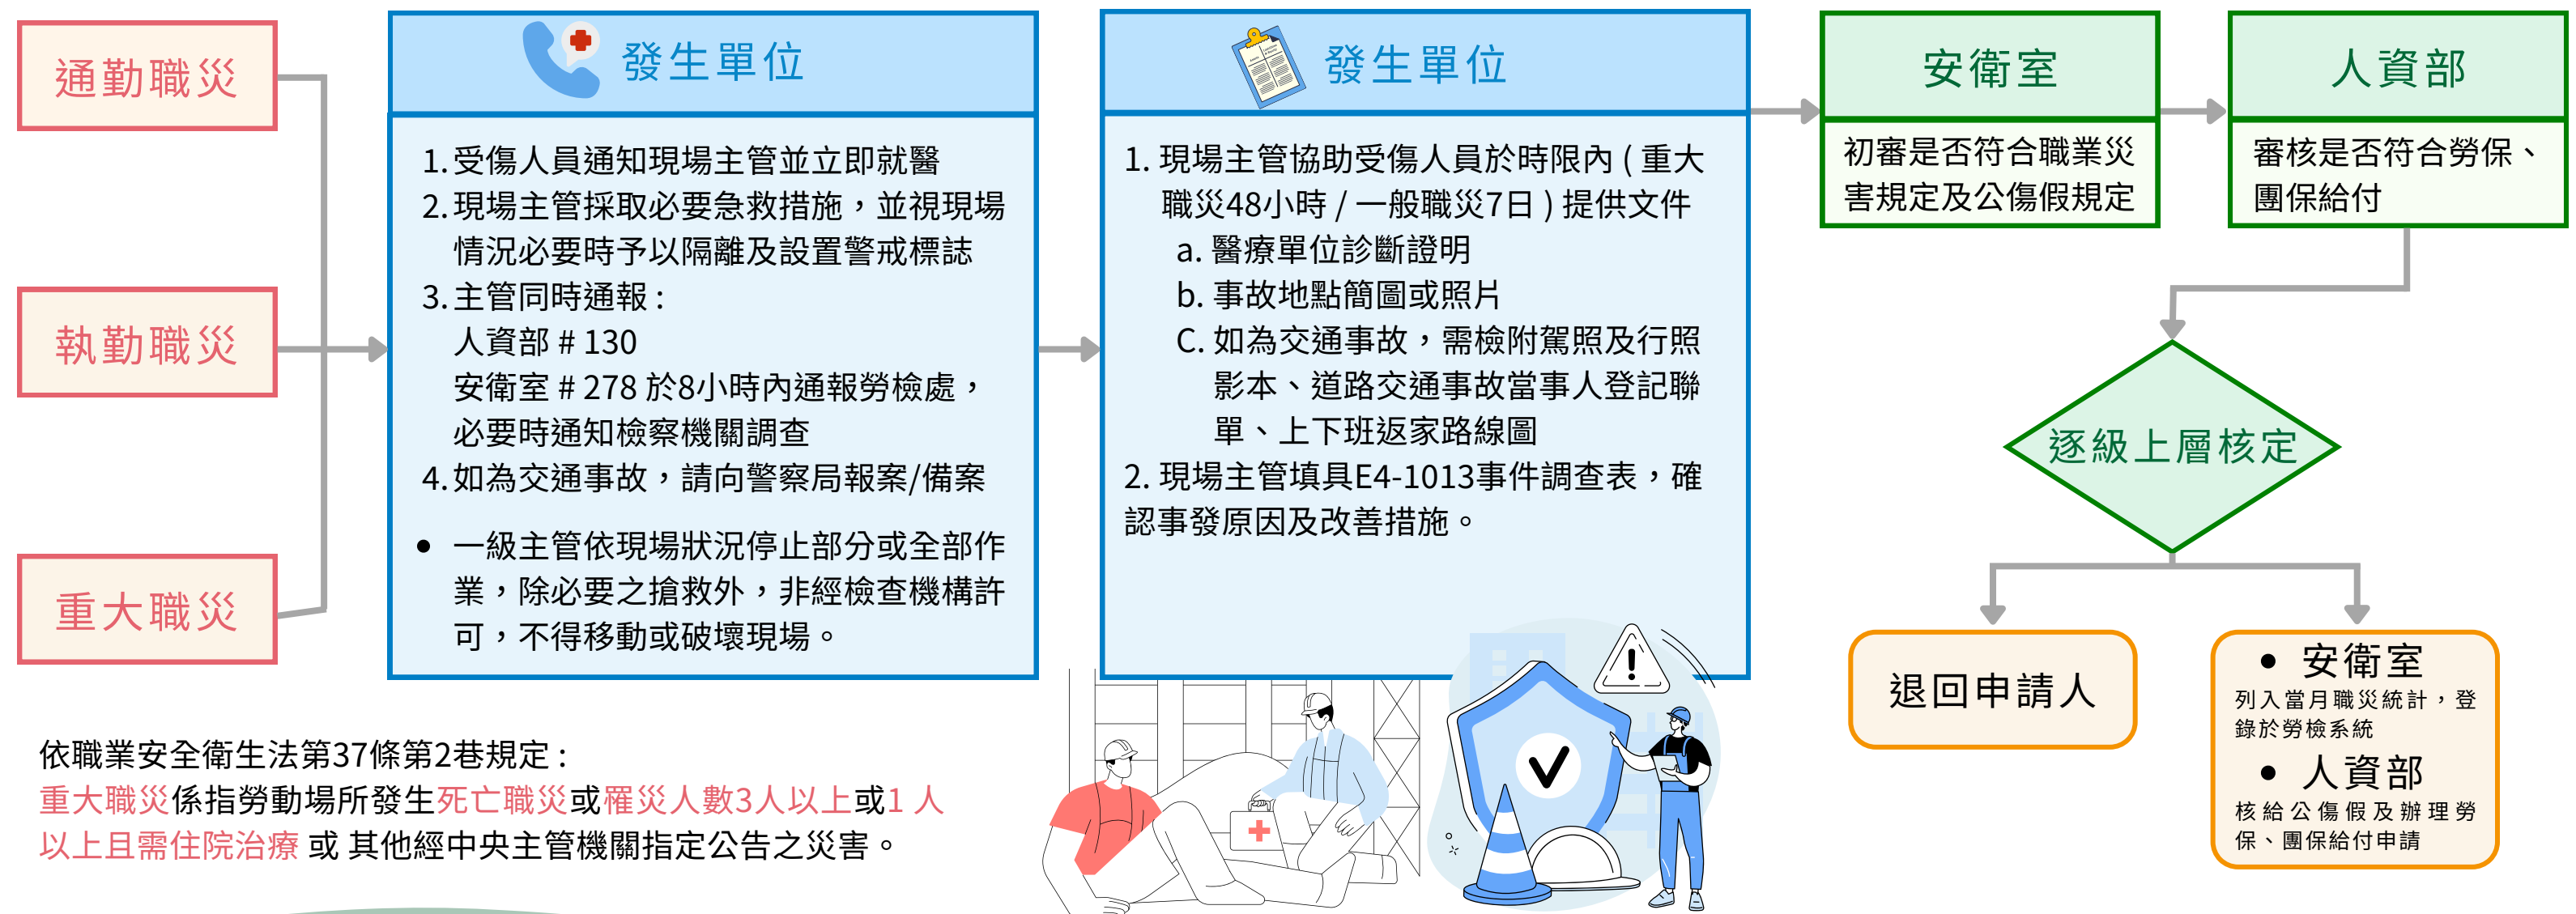 通勤職災
執勤職災
重大職災
發生單位
1.受傷人員通知現場主管並立即就醫
2.現場主管採取必要急救措施，並視現場
情況必要時予以隔離及設置警戒標誌
3.主管同時通報 :
人資部 # 130
安衛室 # 278 於8小時內通報勞檢處，
必要時通知檢察機關調查
4.如為交通事故，請向警察局報案/備案
• 一級主管依現場狀況停止部分或全部作
業，除必要之搶救外，非經檢查機構許
可，不得移動或破壞現場。
發生單位
1. 現場主管協助受傷人員於時限內 ( 重大
職災48小時 / 一般職災7日 ) 提供文件
a. 醫療單位診斷證明
b. 事故地點簡圖或照片
C. 如為交通事故，需檢附駕照及行照
影本、道路交通事故當事人登記聯
單、上下班返家路線圖
2. 現場主管填具E4-1013事件調查表，確
認事發原因及改善措施。
安衛室
初審是否符合職業災
害規定及公傷假規定
人資部
審核是否符合勞保、
團保給付
逐級上層核定
退回申請人
• 安衛室
列入當月職災統計，登
錄於勞檢系統
• 人資部
核給公傷假及辦理勞
保、團保給付申請
依職業安全衛生法第37條第2巷規定 :
重大職災係指勞動場所發生死亡職災或罹災人數3人以上或1 人
以上且需住院治療 或 其他經中央主管機關指定公告之災害。